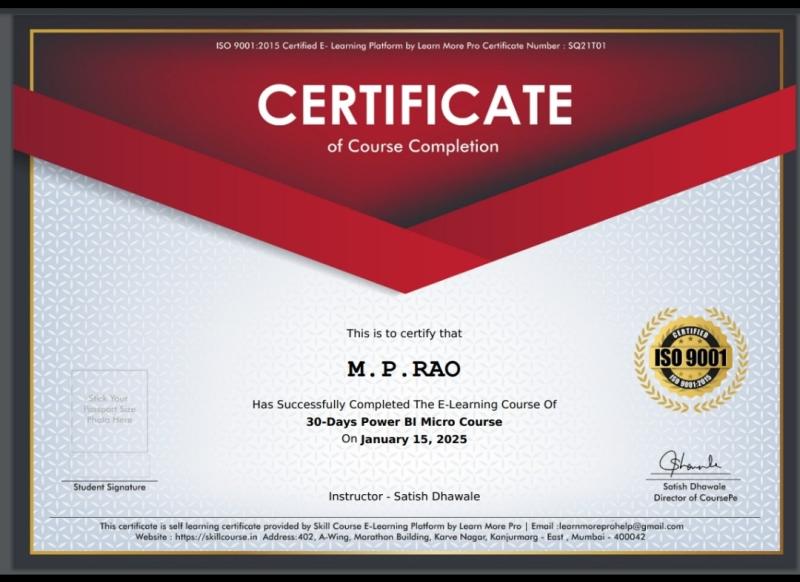 ISO 9001:2015 Certified E- Learning Platform by Learn More Pro Certificate Number : SQ21T01
CERTIFICATE
of Course Completion
This is to certify that
M.P.RAO
Has Successfully Completed The E-Learning Course Of
30-Days Power BI Micro Course
On January 15, 2025
CERTIFIED
ISO 9001
ISO 9001:2015
Stick Your
Passport Size
Photo Here
Student Signature
Instructor - Satish Dhawale
Satish Dhawale
Director of CoursePe
This certificate is self learning certificate provided by Skill Course E-Learning Platform by Learn More Pro | Email :learnmoreprohelp@gmail.com
Website : https://skillcourse.in Address:402, A-Wing, Marathon Building, Karve Nagar, Kanjurmarg - East , Mumbai - 400042